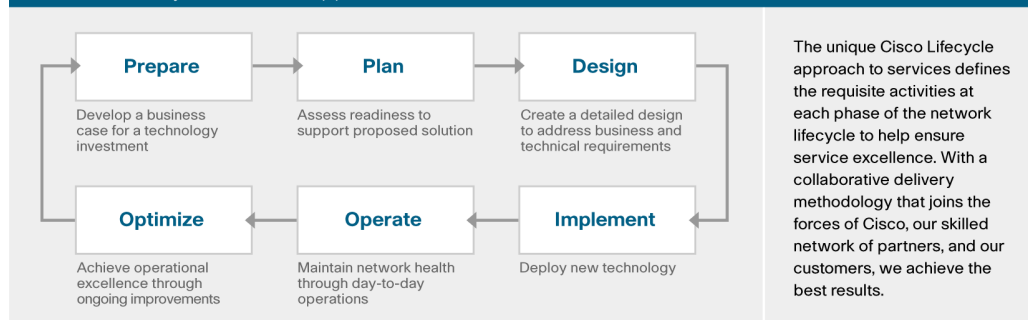 Prepare
Develop a business
case for a technology
investment
Plan
Assess readiness to
support proposed solution
Design
Create a detailed design
to address business and
technical requirements
Optimize
Achieve operational
excellence through
ongoing improvements
Operate
Maintain network health
through day-to-day
operations
Implement
Deploy new technology
The unique Cisco Lifecycle
approach to services defines
the requisite activities at
each phase of the network
lifecycle to help ensure
service excellence. With a
collaborative delivery
methodology that joins the
forces of Cisco, our skilled
network of partners, and our
customers, we achieve the
best results.